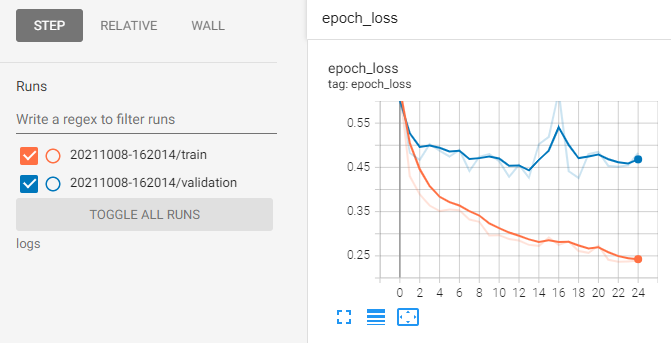 STEP RELATIVE WALL
epoch_loss
Runs
Write a regex to filter runs
20211008-162014/train
20211008-162014/validation
TOGGLE ALL RUNS
logs
epoch_loss
tag: epoch_loss
0.55
0.45
0.35
0.25
0 2 4 6 8 10 12 14 16 18 20 22 24